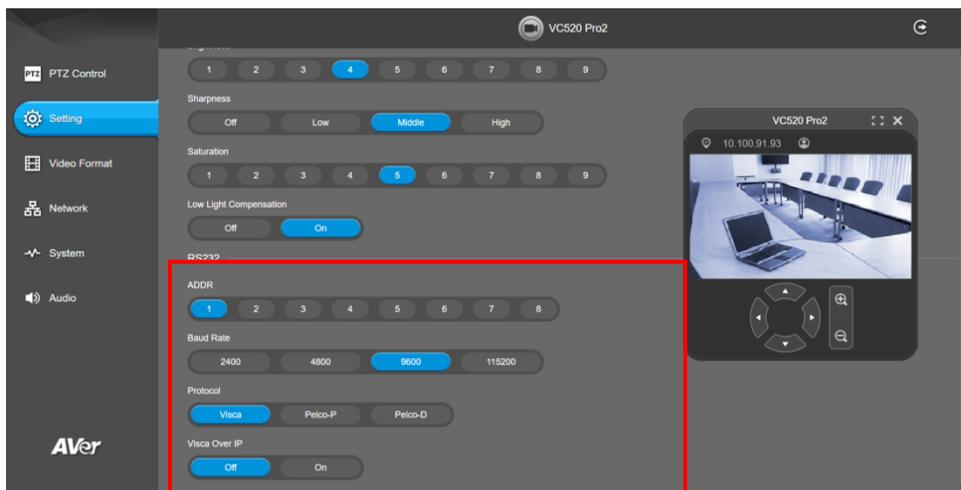 VC520 Pro2
PTZ PTZ Control
Setting
Video Format
Network
System
Audio
AVer
1 2 3 4 5 6 7 8 9
Sharpness
Off Low Middle High
Saturation
1 2 3 4 5 6 7 8 9
Low Light Compensation
Off On
RS232
ADDR
1 2 3 4 5 6 7 8
Baud Rate
2400 4800 9600 115200
Protocol
Visca Pelco-P Pelco-D
Visca Over IP
Off On
VC520 Pro2
10.100.91.93